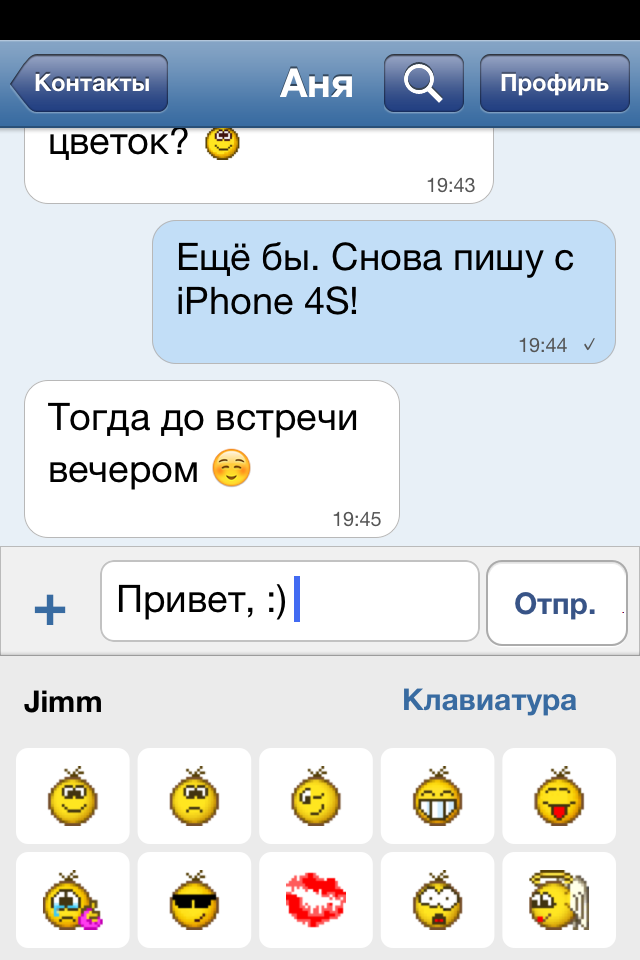 Контакты
Аня
Профиль
цветок?
19:43
Ещё бы. Снова пишу с
iPhone 4S!
19:44 ✓
Тогда до встречи
вечером ☺️
19:45
+
Привет, :)
Отпр.
Jimm
Клавиатура